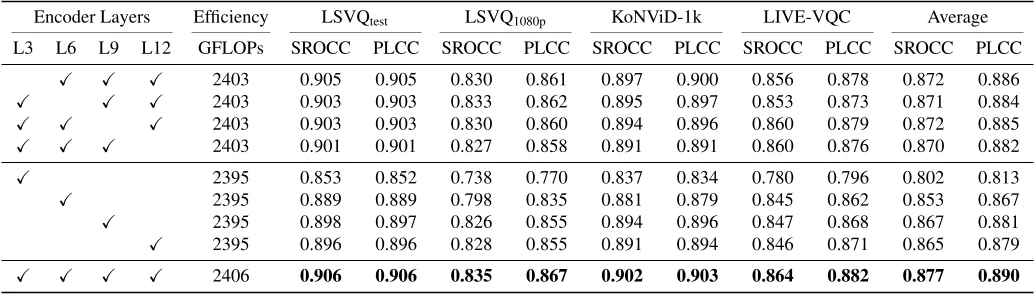 Encoder Layers Efficiency LSVQtest LSVQ1080p KoNViD-1k LIVE-VQC Average
L3 L6 L9 L12 GFLOPs SROCC PLCC SROCC PLCC SROCC PLCC SROCC PLCC SROCC PLCC
✓ ✓ ✓ 2403 0.905 0.905 0.830 0.861 0.897 0.900 0.856 0.878 0.872 0.886
✓ ✓ ✓ 2403 0.903 0.903 0.833 0.862 0.895 0.897 0.853 0.873 0.871 0.884
✓ ✓ ✓ 2403 0.903 0.903 0.830 0.860 0.894 0.896 0.860 0.879 0.872 0.885
✓ ✓ ✓ 2403 0.901 0.901 0.827 0.858 0.891 0.891 0.860 0.876 0.870 0.882
✓ 2395 0.853 0.852 0.738 0.770 0.837 0.834 0.780 0.796 0.802 0.813
✓ 2395 0.889 0.889 0.798 0.835 0.881 0.879 0.845 0.862 0.853 0.867
✓ 2395 0.898 0.897 0.826 0.855 0.894 0.896 0.847 0.868 0.867 0.881
✓ 2395 0.896 0.896 0.828 0.855 0.891 0.894 0.846 0.871 0.865 0.879
✓ ✓ ✓ ✓ 2406 0.906 0.906 0.835 0.867 0.902 0.903 0.864 0.882 0.877 0.890